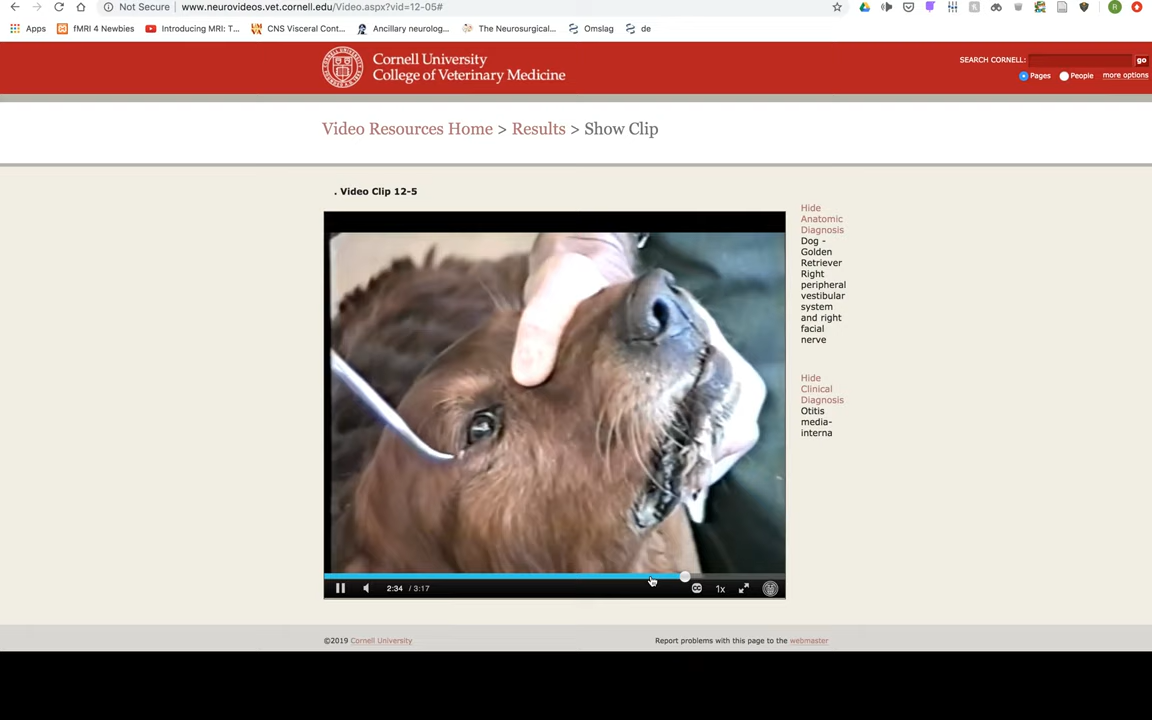 Not Secure www.neurovideos.vet.cornell.edu/Video.aspx?vid=12-05#
Apps fMRI 4 Newbies Introducing MRI: T... CNS Visceral Cont... Ancillary neurolog... The Neurosurgical... Omslag de
Cornell University
College of Veterinary Medicine
SEARCH CORNELL: go
Pages People more options
Video Resources Home > Results > Show Clip
. Video Clip 12-5
Hide
Anatomic
Diagnosis
Dog -
Golden
Retriever
Right
peripheral
vestibular
system
and right
facial
nerve
Hide
Clinical
Diagnosis
Otitis
media-
interna
2:34 / 3:17 CC 1x
©2019 Cornell University Report problems with this page to the webmaster